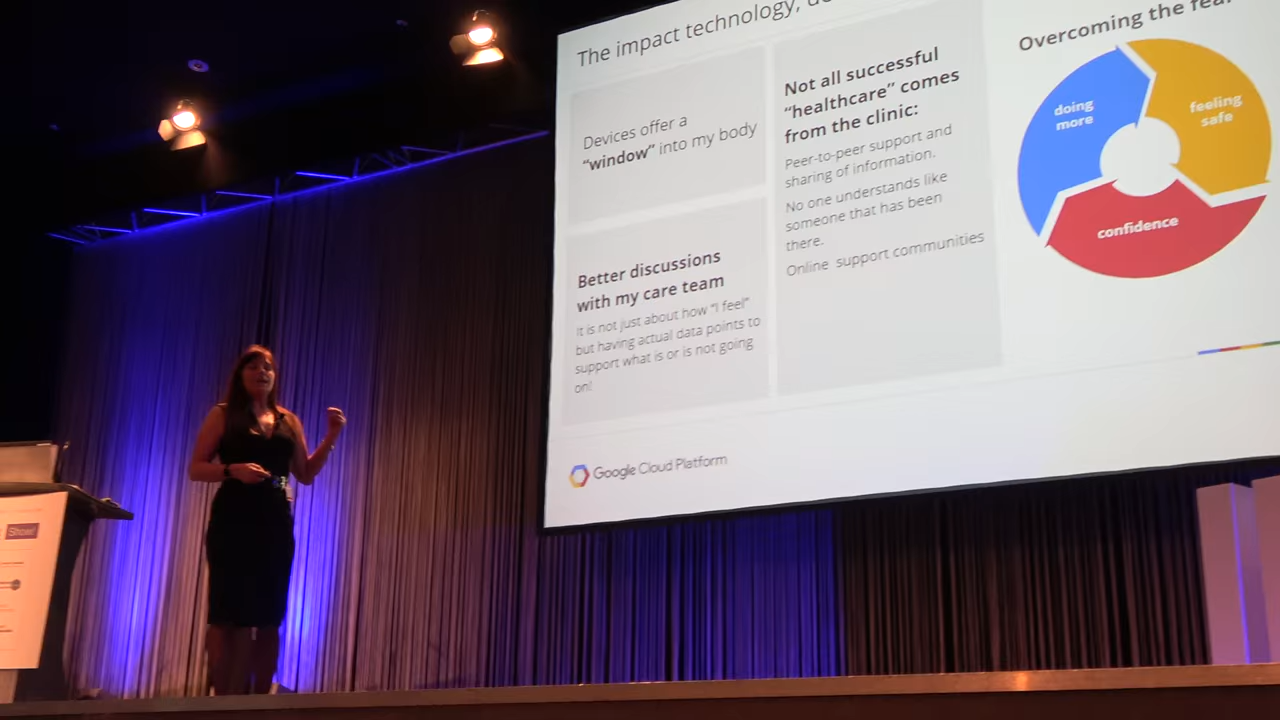 The impact technology,
Devices offer a
"window" into my body
Better discussions
with my care team
It is not just about how "I feel"
but having actual data points to
support what is or is not going
on!
Not all successful
"healthcare" comes
from the clinic:
Peer-to-peer support and
sharing of information.
No one understands like
someone that has been
there.
Online support communities
Overcoming the
doing
more
feeling
safe
confidence
Google Cloud Platform
Show!